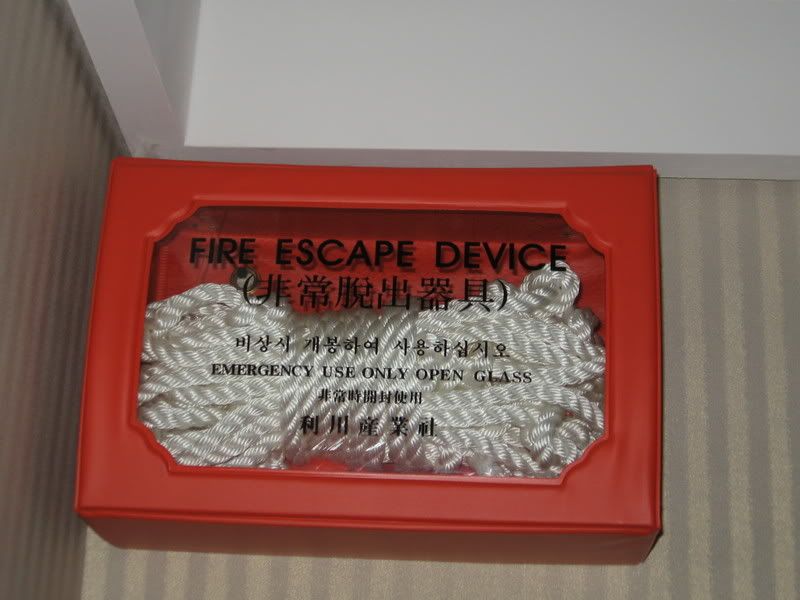 FIRE ESCAPE DEVICE
(非常脫出器具)
비상시 개봉하여 사용하십시오
EMERGENCY USE ONLY OPEN GLASS
非常時開封使用
利川産業社